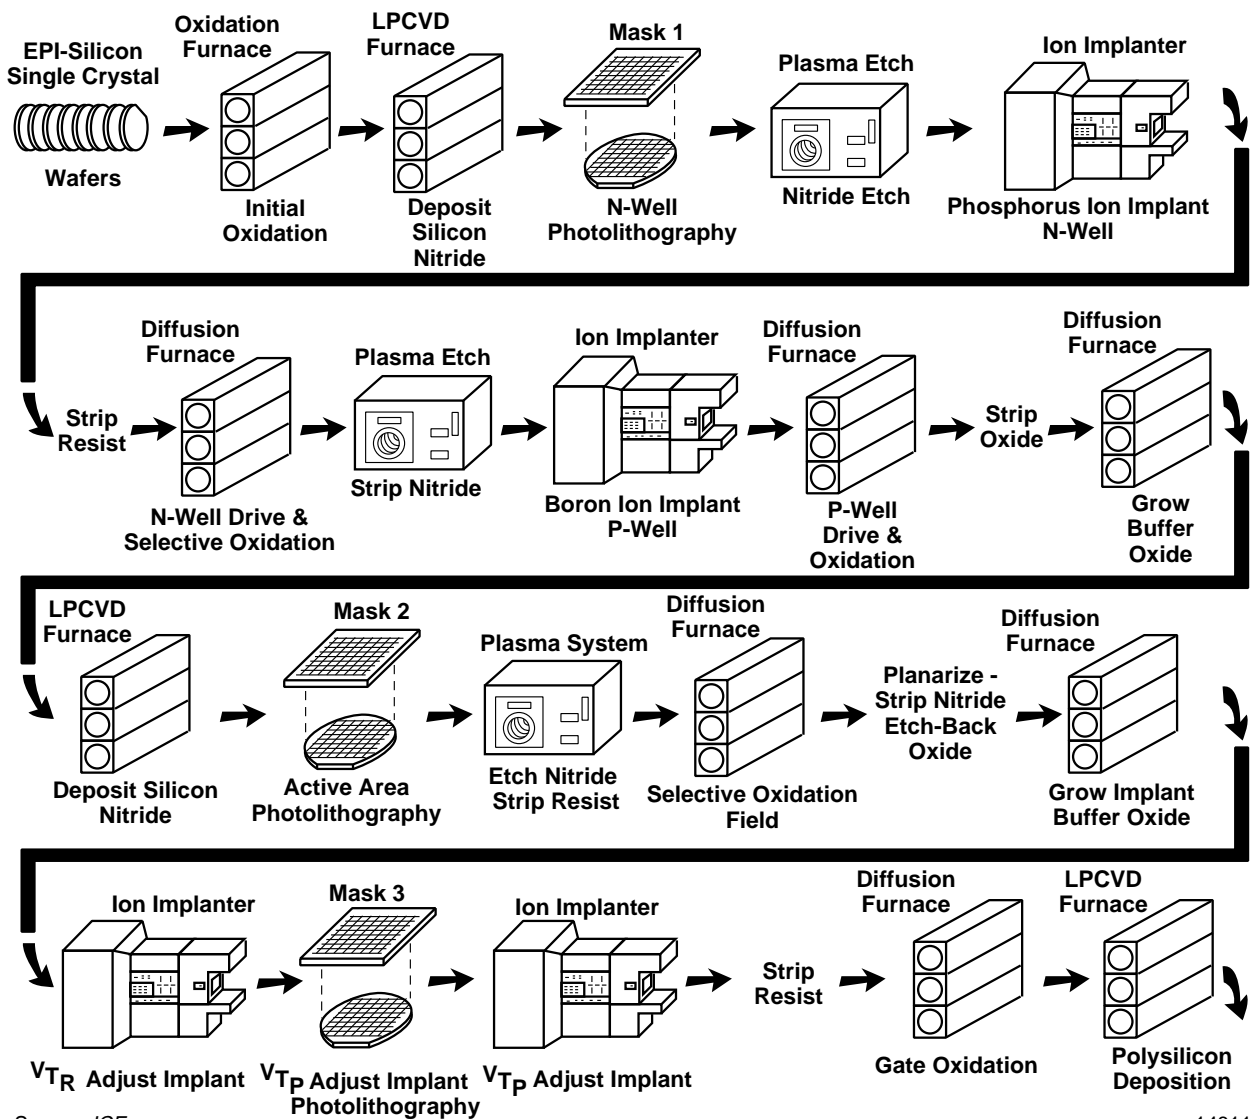 EPI-Silicon
Single Crystal
Wafers
Oxidation
Furnace
Initial
Oxidation
LPCVD
Furnace
Deposit
Silicon
Nitride
Mask 1
N-Well
Photolithography
Plasma Etch
Nitride Etch
Ion Implanter
Phosphorus Ion Implant
N-Well
Strip
Resist
Diffusion
Furnace
N-Well Drive &
Selective Oxidation
Plasma Etch
Strip Nitride
Ion Implanter
Boron Ion Implant
P-Well
Diffusion
Furnace
P-Well
Drive &
Oxidation
Strip
Oxide
Diffusion
Furnace
Grow
Buffer
Oxide
LPCVD
Furnace
Deposit Silicon
Nitride
Mask 2
Active Area
Photolithography
Plasma System
Etch Nitride
Strip Resist
Diffusion
Furnace
Selective Oxidation
Field
Planarize -
Strip Nitride
Etch-Back
Oxide
Diffusion
Furnace
Grow Implant
Buffer Oxide
Ion Implanter
VTR Adjust Implant
Mask 3
VTP Adjust Implant
Photolithography
Ion Implanter
VTP Adjust Implant
Strip
Resist
Diffusion
Furnace
Gate Oxidation
LPCVD
Furnace
Polysilicon
Deposition